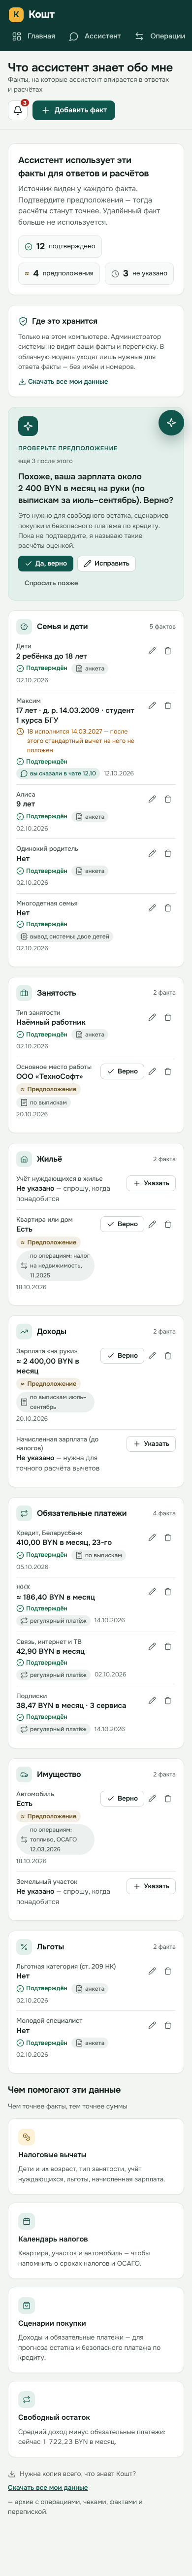 К Кошт
Главная Ассистент Операции
Что ассистент знает обо мне
Факты, на которые ассистент опирается в ответах
и расчётах
3
+ Добавить факт
Ассистент использует эти
факты для ответов и расчётов
Источник виден у каждого факта.
Подтвердите предположения — тогда
расчёты станут точнее. Удалённый факт
больше не используется.
12 подтверждено
≈ 4 предположения
3 не указано
Где это хранится
Только на этом компьютере. Администратор
системы не видит ваши факты и переписку. В
облачную модель уходят лишь нужные для
ответа факты — без имён и номеров.
Скачать все мои данные
ПРОВЕРЬТЕ ПРЕДПОЛОЖЕНИЕ
ещё 3 после этого
Похоже, ваша зарплата около
2 400 BYN в месяц на руки (по
выпискам за июль–сентябрь). Верно?
Это нужно для свободного остатка, сценариев
покупки и безопасного платежа по кредиту.
Пока не подтвердите, я называю такие
расчёты оценкой.
Да, верно
Исправить
Спросить позже
Семья и дети 5 фактов
Дети
2 ребёнка до 18 лет
Подтверждён анкета
02.10.2026
Максим
17 лет · д. р. 14.03.2009 · студент
1 курса БГУ
18 исполнится 14.03.2027 — после
этого стандартный вычет на него не
положен
Подтверждён
вы сказали в чате 12.10 12.10.2026
Алиса
9 лет
Подтверждён анкета
02.10.2026
Одинокий родитель
Нет
Подтверждён анкета
02.10.2026
Многодетная семья
Нет
Подтверждён
вывод системы: двое детей
02.10.2026
Занятость 2 факта
Тип занятости
Наёмный работник
Подтверждён анкета
02.10.2026
Основное место работы
ООО «ТехноСофт»
Верно
≈ Предположение
по выпискам
20.10.2026
Жильё 2 факта
Учёт нуждающихся в жилье
Не указано — спрошу, когда
понадобится
+ Указать
Квартира или дом
Есть
Верно
≈ Предположение
по операциям: налог
на недвижимость,
11.2025
18.10.2026
Доходы 2 факта
Зарплата «на руки»
≈ 2 400,00 BYN в
месяц
Верно
≈ Предположение
по выпискам июль–
сентябрь
20.10.2026
Начисленная зарплата (до
налогов)
Не указано — нужна для
точного расчёта вычетов
+ Указать
Обязательные платежи 4 факта
Кредит, Беларусбанк
410,00 BYN в месяц, 23-го
Подтверждён по выпискам
05.10.2026
ЖКХ
≈ 186,40 BYN в месяц
Подтверждён
регулярный платёж 14.10.2026
Связь, интернет и ТВ
42,90 BYN в месяц
Подтверждён
регулярный платёж 02.10.2026
Подписки
38,47 BYN в месяц · 3 сервиса
Подтверждён
регулярный платёж 14.10.2026
Имущество 2 факта
Автомобиль
Есть
Верно
≈ Предположение
по операциям:
топливо, ОСАГО
12.03.2026
18.10.2026
Земельный участок
Не указано — спрошу, когда
понадобится
+ Указать
Льготы 2 факта
Льготная категория (ст. 209 НК)
Нет
Подтверждён анкета
02.10.2026
Молодой специалист
Нет
Подтверждён анкета
02.10.2026
Чем помогают эти данные
Чем точнее факты, тем точнее суммы
Налоговые вычеты
Дети и их возраст, тип занятости, учёт
нуждающихся, льготы, начисленная зарплата.
Календарь налогов
Квартира, участок и автомобиль — чтобы
напомнить о сроках налогов и ОСАГО.
Сценарии покупки
Доходы и обязательные платежи — для
прогноза остатка и безопасного платежа по
кредиту.
Свободный остаток
Средний доход минус обязательные платежи:
сейчас 1 722,23 BYN в месяц.
Нужна копия всего, что знает Кошт?
Скачать все мои данные
— архив с операциями, чеками, фактами и
перепиской.